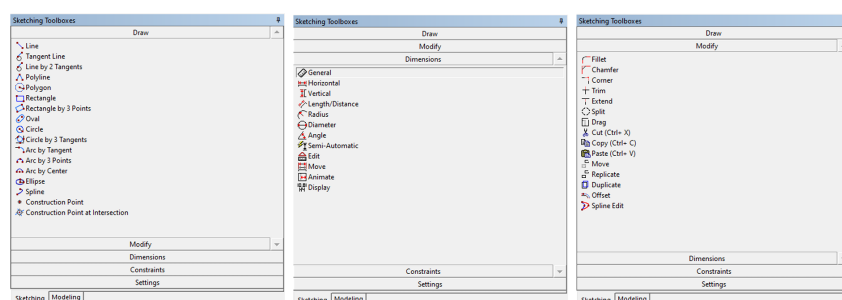 Sketching Toolboxes
Draw
Line
Tangent Line
Line by 2 Tangents
Polyline
Polygon
Rectangle
Rectangle by 3 Points
Oval
Circle
Circle by 3 Tangents
Arc by Tangent
Arc by 3 Points
Arc by Center
Ellipse
Spline
Construction Point
Construction Point at Intersection
Modify
Dimensions
Constraints
Settings
Sketching Modeling
Sketching Toolboxes
Draw
Modify
Dimensions
General
Horizontal
Vertical
Length/Distance
Radius
Diameter
Angle
Semi-Automatic
Edit
Move
Animate
Display
Constraints
Settings
Sketching Modeling
Sketching Toolboxes
Draw
Modify
Fillet
Chamfer
Corner
Trim
Extend
Split
Drag
Cut (Ctrl+ X)
Copy (Ctrl+ C)
Paste (Ctrl+ V)
Move
Replicate
Duplicate
Offset
Spline Edit
Dimensions
Constraints
Settings
Sketching Modeling